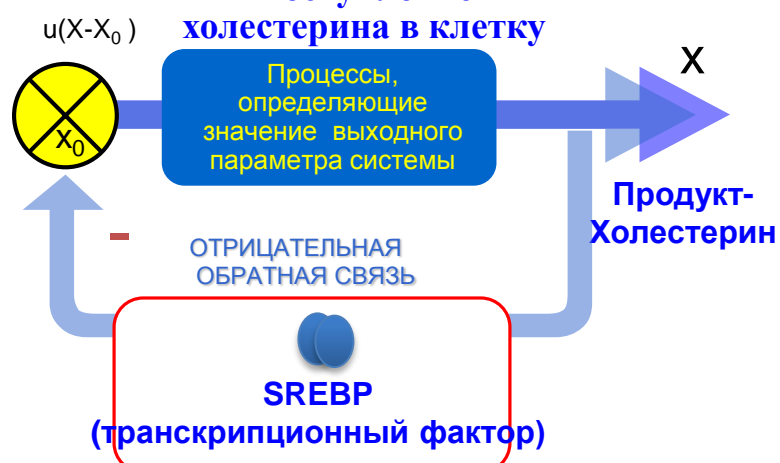 u(X-X₀ )
холестерина в клетку
Процессы,
определяющие
значение выходного
параметра системы
X
X₀
Продукт-
Холестерин
-
ОТРИЦАТЕЛЬНАЯ
ОБРАТНАЯ СВЯЗЬ
SREBP
(транскрипционный фактор)